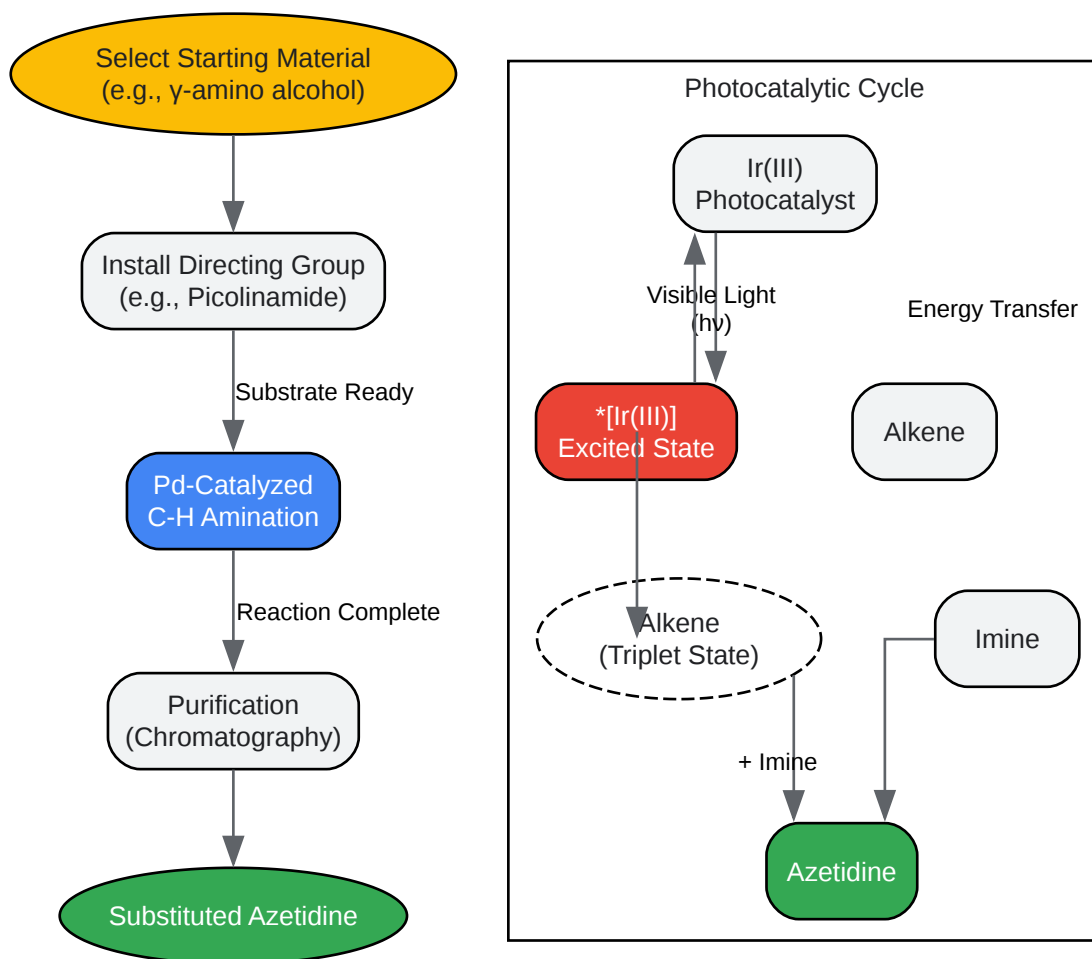 Select Starting Material
(e.g., γ-amino alcohol)
Install Directing Group
(e.g., Picolinamide)
Substrate Ready
Pd-Catalyzed
C-H Amination
Reaction Complete
Purification
(Chromatography)
Substituted Azetidine
Photocatalytic Cycle
Ir(III)
Photocatalyst
Visible Light
(hν)
Energy Transfer
*[Ir(III)]
Excited State
Alkene
Alkene
(Triplet State)
Imine
+ Imine
Azetidine